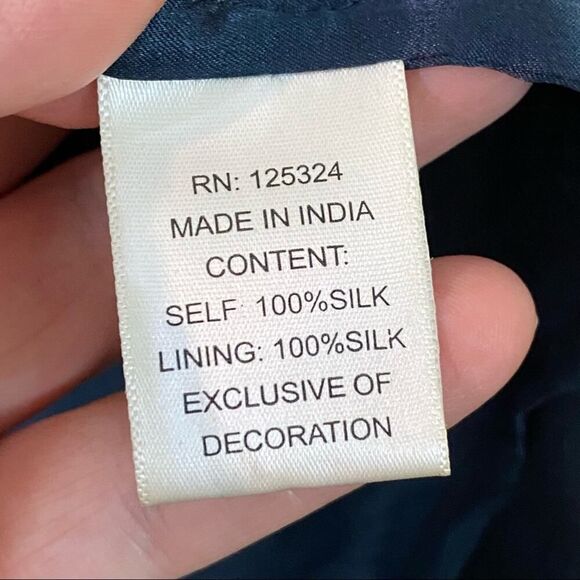 RN: 125324
MADE IN INDIA
CONTENT:
SELF: 100%SILK
LINING: 100%SILK
EXCLUSIVE OF
DECORATION